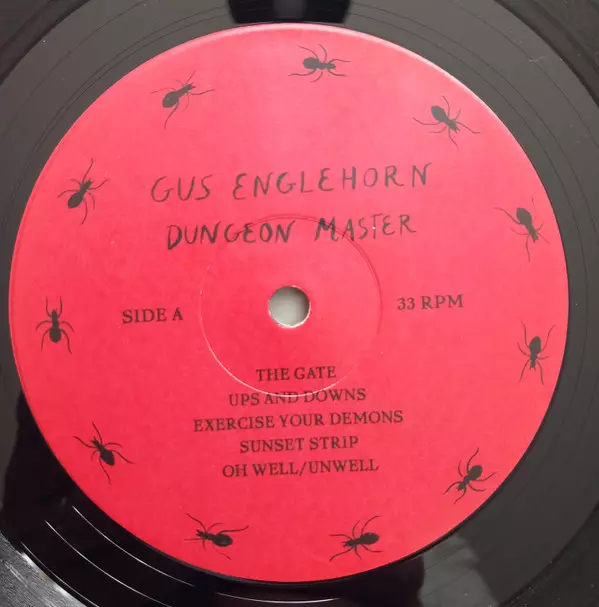 GUS ENGLEHORN
DUNGEON MASTER
SIDE A
33 RPM
THE GATE
UPS AND DOWNS
EXERCISE YOUR DEMONS
SUNSET STRIP
OH WELL/UNWELL